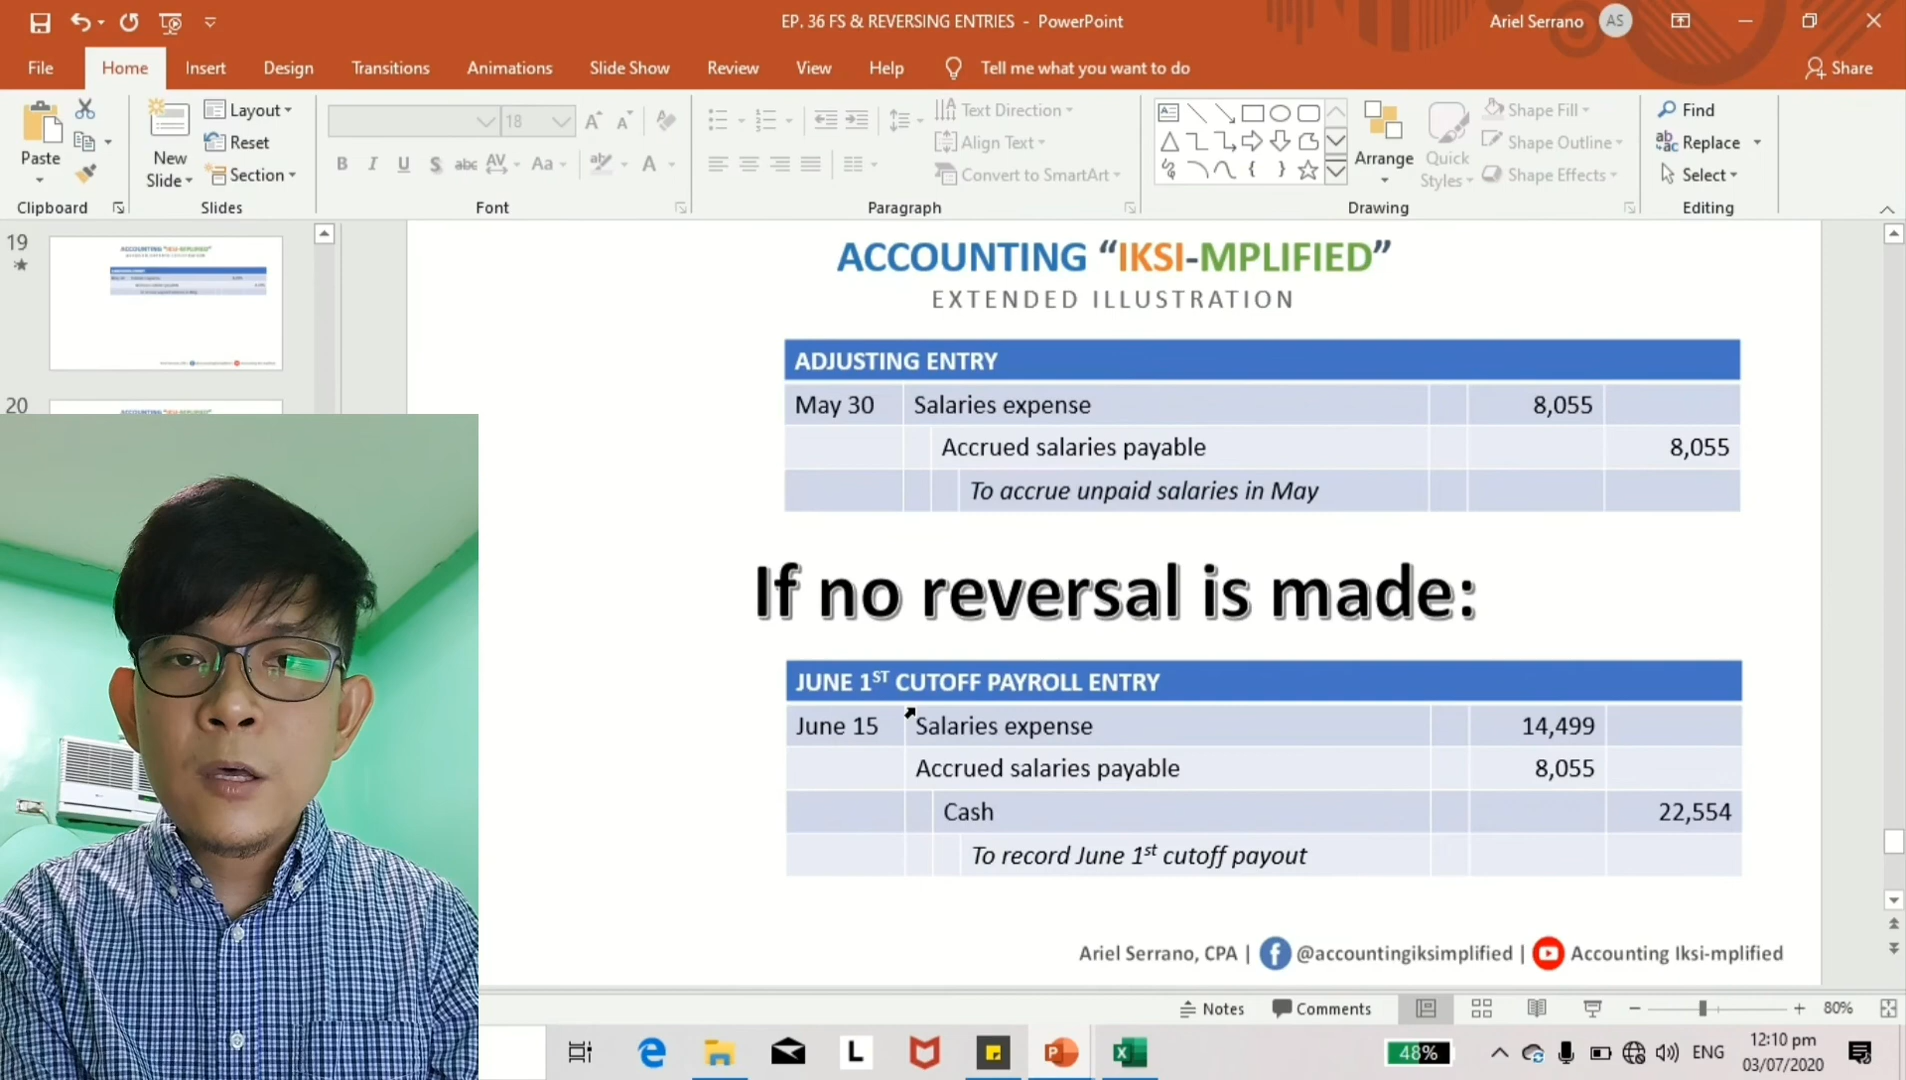 EP. 36 FS & REVERSING ENTRIES - PowerPoint
Ariel Serrano AS
File Home Insert Design Transitions Animations Slide Show Review View Help Tell me what you want to do Share
Paste
New Slide
Layout
Reset
Section
18
B I U S abc AV Aa A
Text Direction
Align Text
Convert to SmartArt
Arrange
Quick Styles
Shape Fill
Shape Outline
Shape Effects
Find
Replace
Select
Clipboard Slides Font Paragraph Drawing Editing
19
20
ACCOUNTING "IKSI-MPLIFIED"
EXTENDED ILLUSTRATION
ADJUSTING ENTRY
May 30 Salaries expense 8,055
Accrued salaries payable 8,055
To accrue unpaid salaries in May
If no reversal is made:
JUNE 1ST CUTOFF PAYROLL ENTRY
June 15 Salaries expense 14,499
Accrued salaries payable 8,055
Cash 22,554
To record June 1st cutoff payout
Ariel Serrano, CPA | @accountingiksimplified | Accounting Iksi-mplified
Notes Comments 80%
L 48% ENG
12:10 pm
03/07/2020